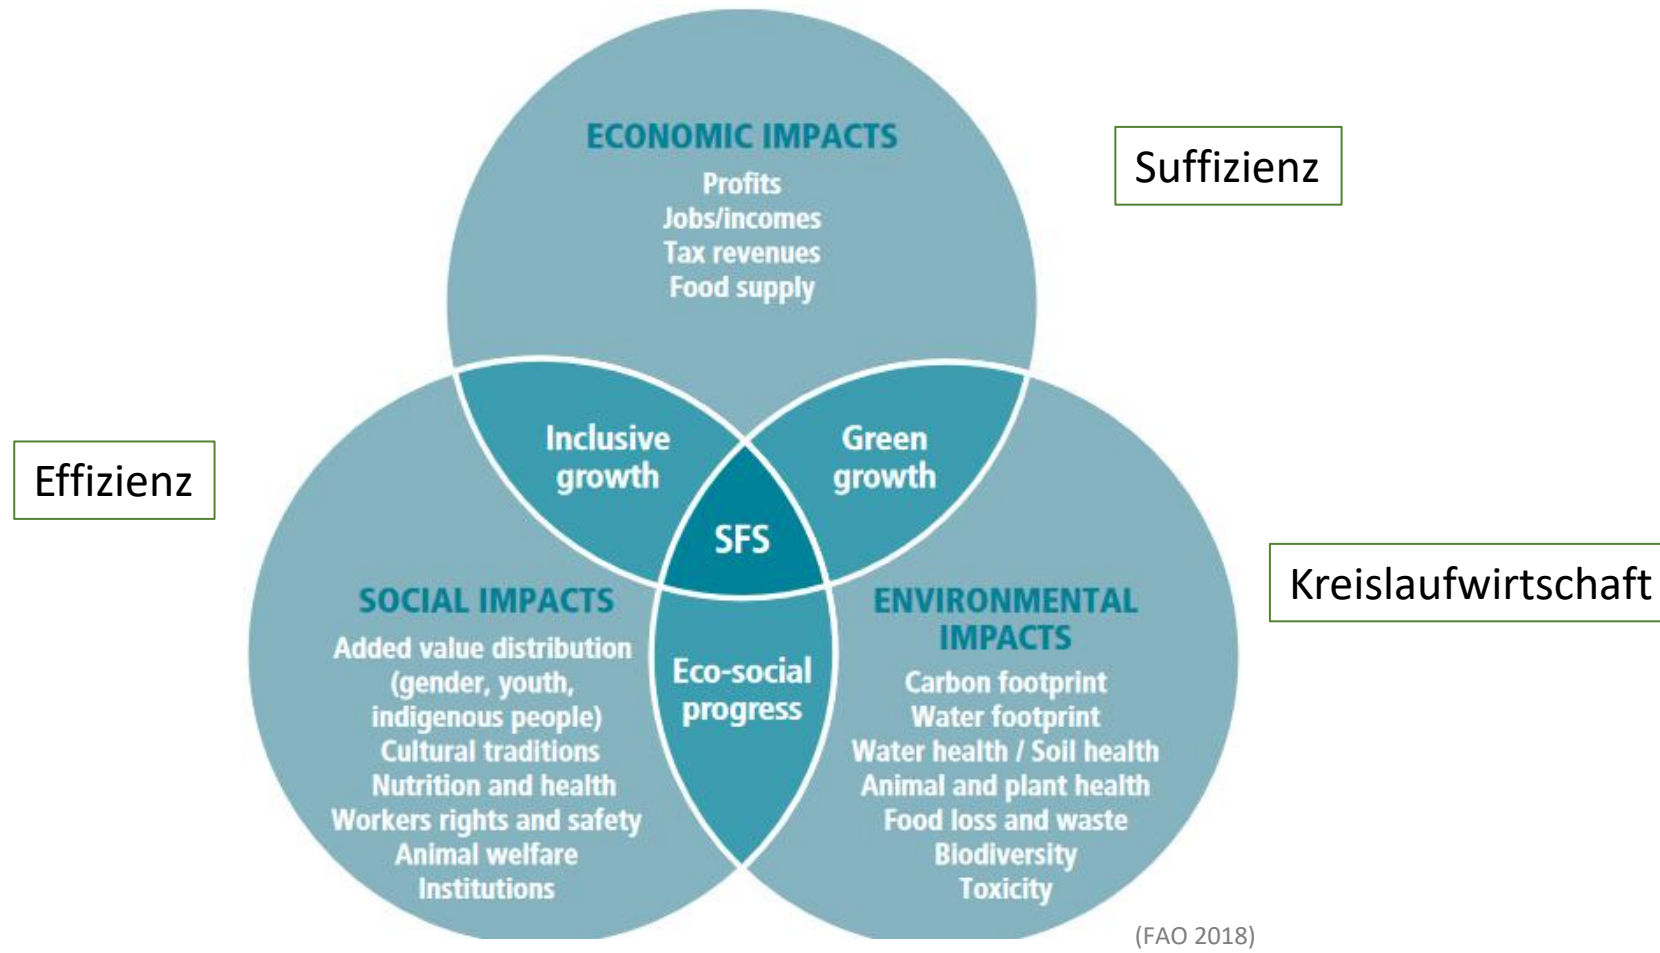 ECONOMIC IMPACTS
Profits
Jobs/incomes
Tax revenues
Food supply
Suffizienz
Effizienz
Inclusive
growth
Green
growth
SFS
Kreislaufwirtschaft
SOCIAL IMPACTS
Added value distribution
(gender, youth,
indigenous people)
Cultural traditions
Nutrition and health
Workers rights and safety
Animal welfare
Institutions
Eco-social
progress
ENVIRONMENTAL
IMPACTS
Carbon footprint
Water footprint
Water health / Soil health
Animal and plant health
Food loss and waste
Biodiversity
Toxicity
(FAO 2018)